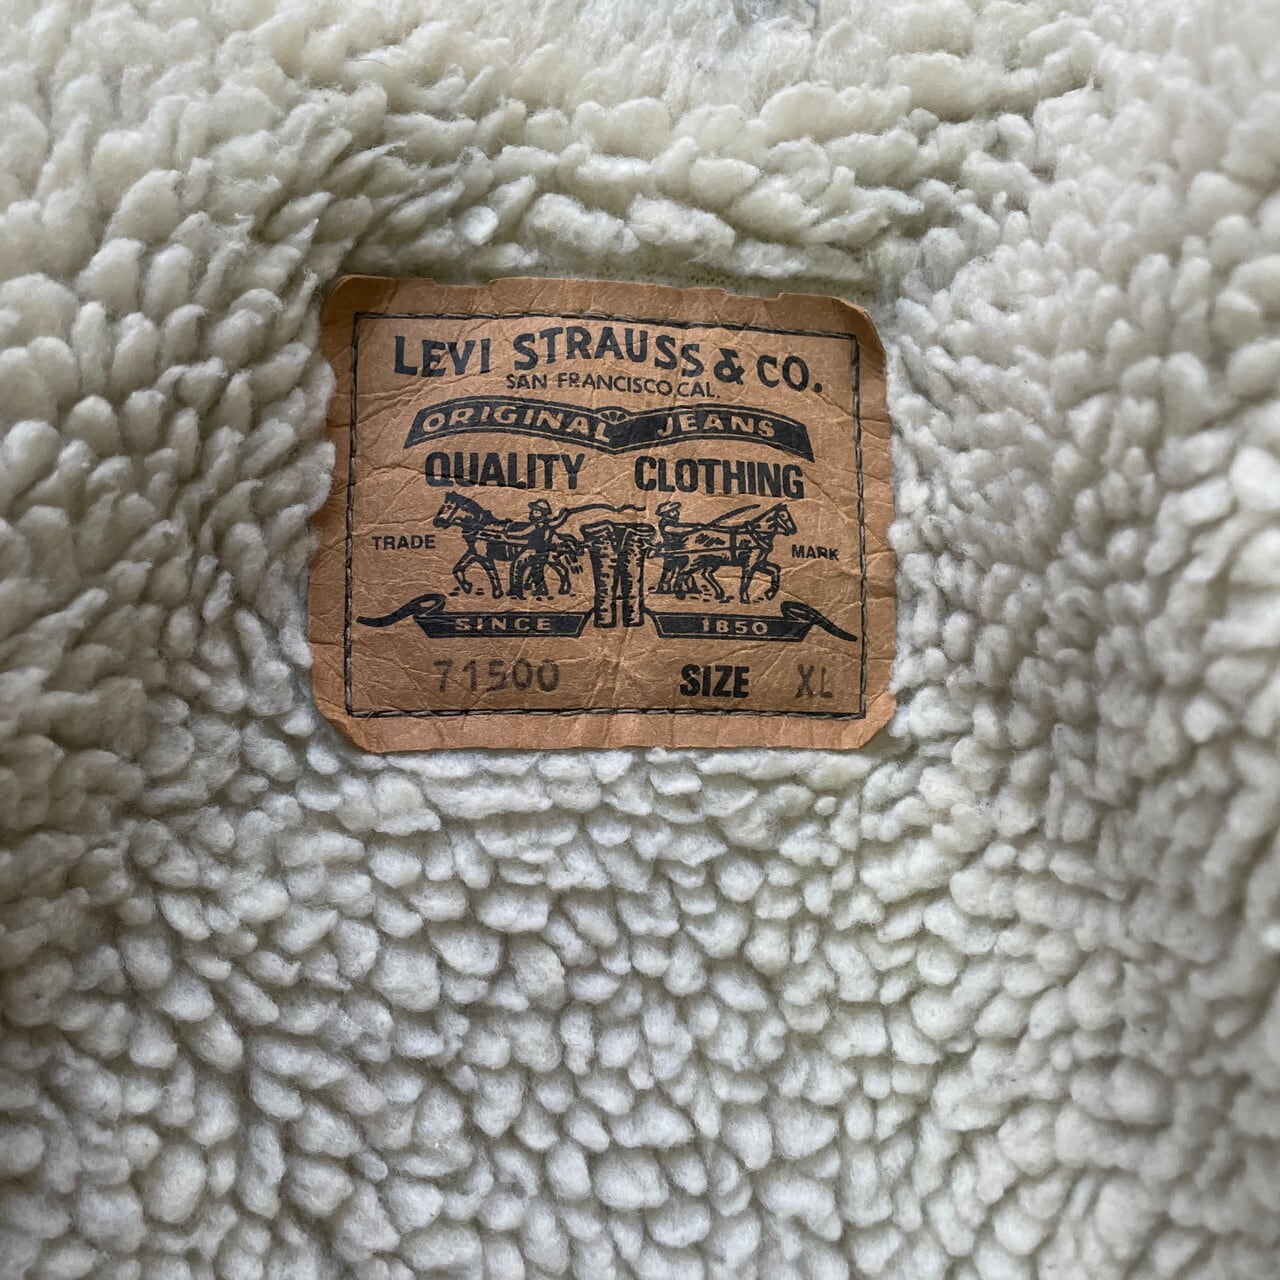 LEVI STRAUSS & CO.
SAN FRANCISCO, CAL.
ORIGINAL JEANS
QUALITY CLOTHING
TRADE MARK
SINCE 1850
71500 SIZE XL